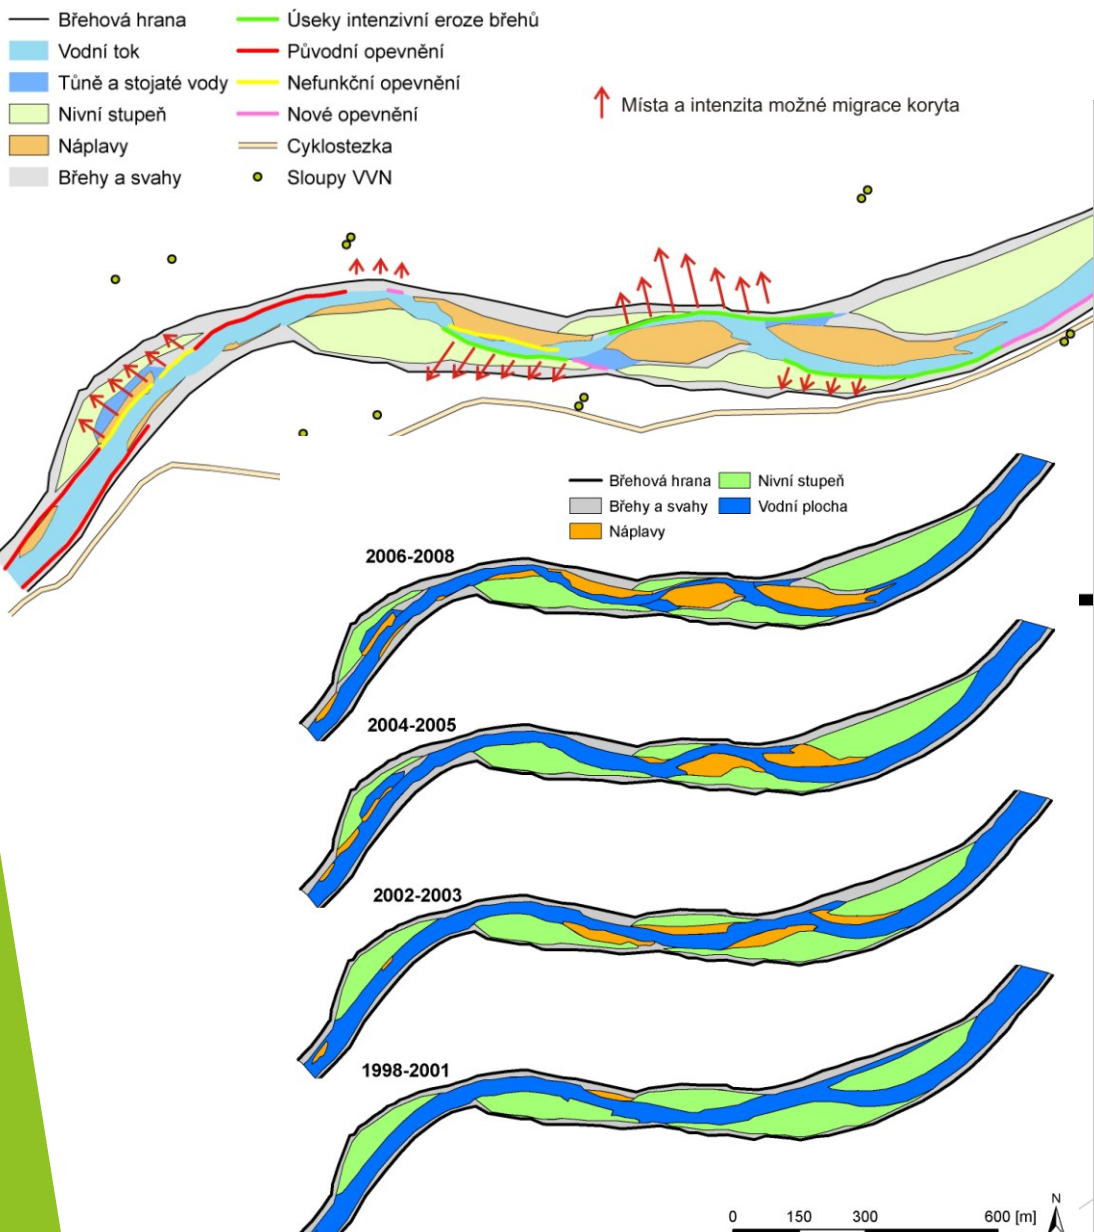 Břehová hrana
Vodní tok
Tůně a stojaté vody
Nivní stupeň
Náplavy
Břehy a svahy
Úseky intenzivní eroze břehů
Původní opevnění
Nefunkční opevnění
Nové opevnění
Cyklostezka
Sloupy VVN
Místa a intenzita možné migrace koryta
Břehová hrana
Břehy a svahy
Náplavy
Nivní stupeň
Vodní plocha
2006-2008
2004-2005
2002-2003
1998-2001
0 150 300 600 [m]
N